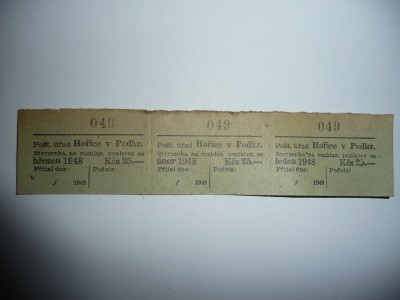 049
Pošt. úřad Hořice v Podkr.
Stvrzenka na rozhlas. poplatek za
březen 1948 Kčs 25.—
Přijal dne: Podpis:
/ 1948
049
Pošt. úřad Hořice v Podkr.
Stvrzenka na rozhlas. poplatek za
únor 1948 Kčs 25.—
Přijal dne: Podpis:
/ 1948
049
Pošt. úřad Hořice v Podkr.
Stvrzenka na rozhlas. poplatek za
leden 1948 Kčs 25.—
Přijal dne: Podpis:
/ 1948